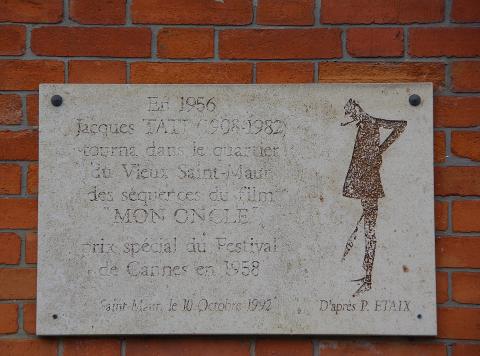 En 1956
Jacques TATI (1908-1982)
tourna dans le quartier
du Vieux Saint-Maur
des séquences du film
"MON ONCLE"
prix spécial du Festival
de Cannes en 1958
Saint-Maur, le 10 Octobre 1992
D'après P. ETAIX